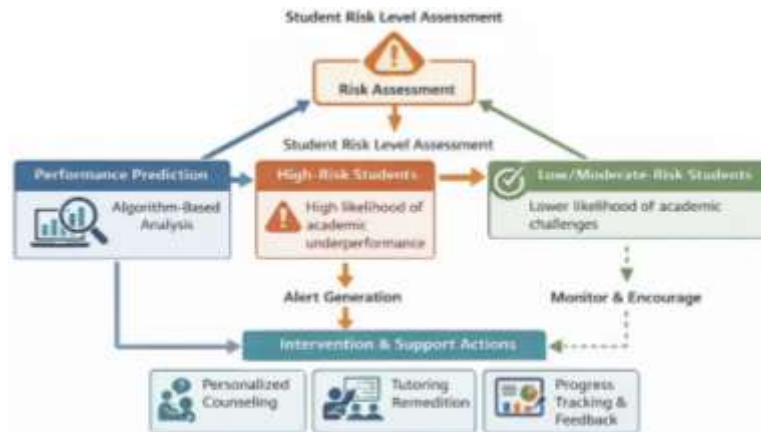 Student Risk Level Assessment
Risk Assessment
Student Risk Level Assessment
Performance Prediction
Algorithm-Based
Analysis
High-Risk Students
High likelihood of
academic
underperformance
Low/Moderate-Risk Students
Lower likelihood of academic
challenges
Alert Generation
Monitor & Encourage
Intervention & Support Actions
Personalized
Counseling
Tutoring
Remedition
Progress
Tracking &
Feedback